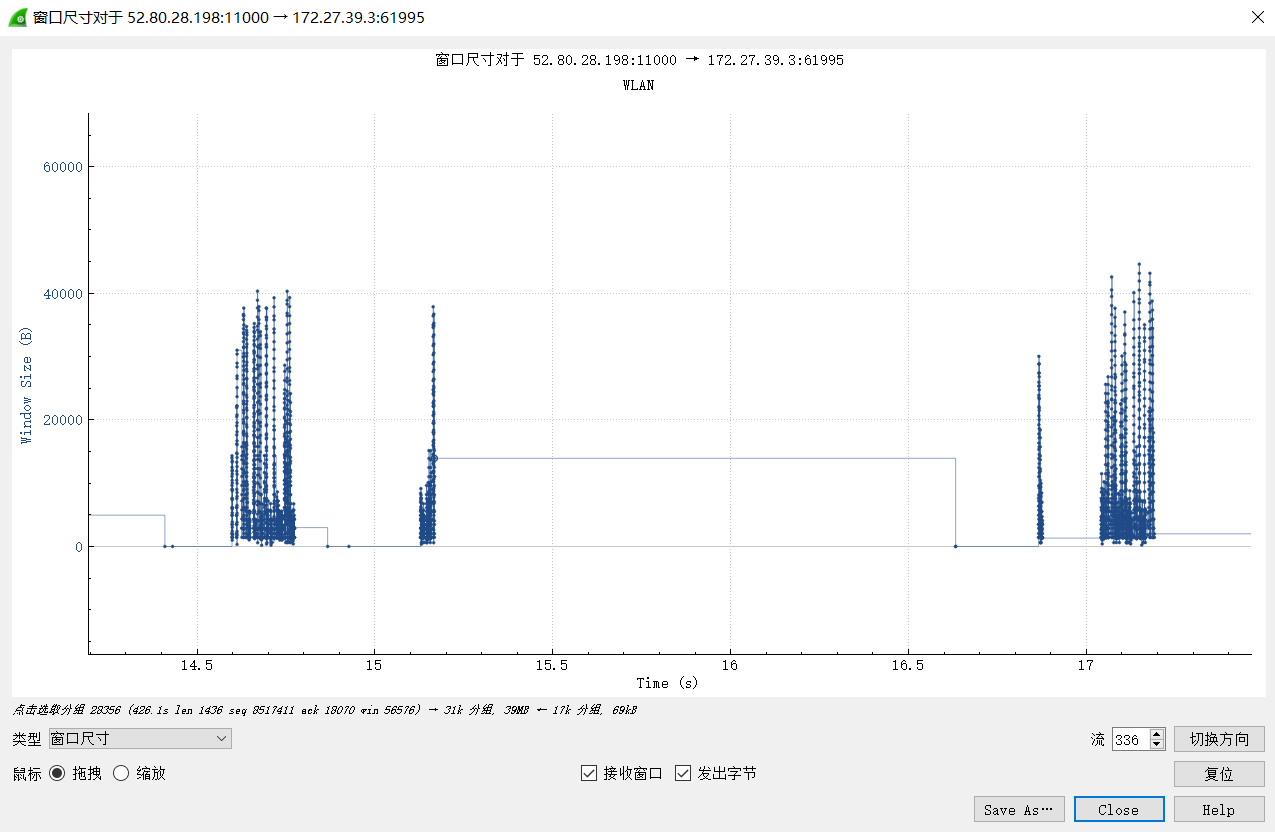 窗口尺寸对于 52.80.28.198:11000 → 172.27.39.3:61995
窗口尺寸对于 52.80.28.198:11000 → 172.27.39.3:61995
WLAN
60000
40000
20000
0
Window Size (B)
14.5 15 15.5 16 16.5 17
Time (s)
点击选取分组 28356 (426.1s len 1436 seq 8517411 ack 18070 win 56576) → 31k 分组, 39MB ← 17k 分组, 69kB
类型 窗口尺寸 流 336 切换方向
鼠标 拖拽 缩放 接收窗口 发出字节 复位
Save As… Close Help